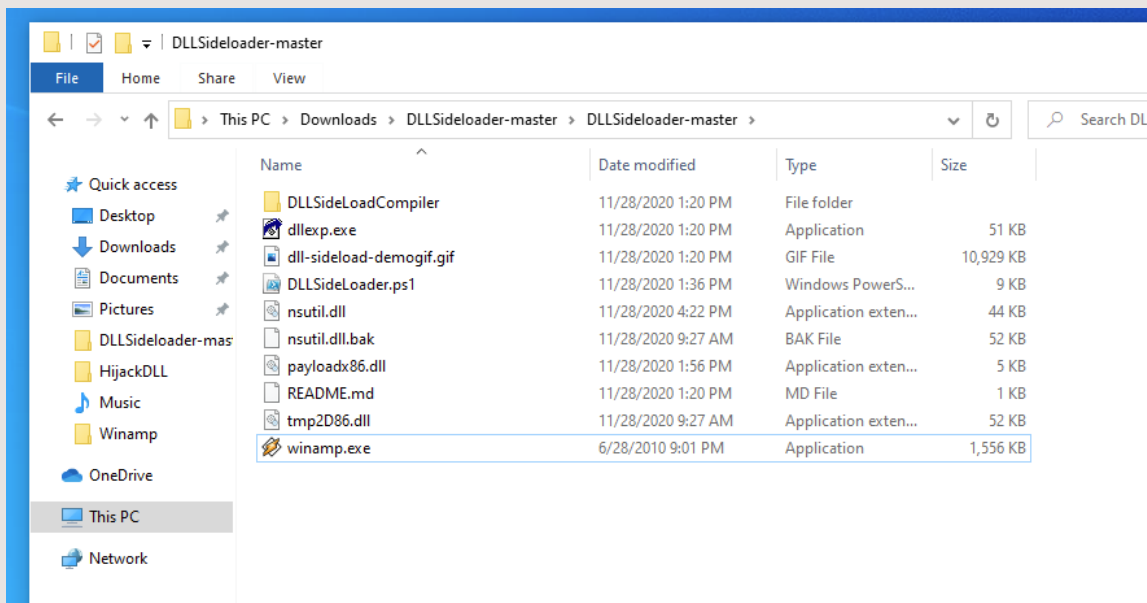 DLLSideloader-master
File Home Share View
This PC > Downloads > DLLSideloader-master > DLLSideloader-master > Search DL
Name Date modified Type Size
Quick access
Desktop
Downloads
Documents
Pictures
DLLSideloader-mas
HijackDLL
Music
Winamp
OneDrive
This PC
Network
DLLSideLoadCompiler 11/28/2020 1:20 PM File folder
dllexp.exe 11/28/2020 1:20 PM Application 51 KB
dll-sideload-demogif.gif 11/28/2020 1:20 PM GIF File 10,929 KB
DLLSideLoader.ps1 11/28/2020 1:36 PM Windows PowerS... 9 KB
nsutil.dll 11/28/2020 4:22 PM Application exten... 44 KB
nsutil.dll.bak 11/28/2020 9:27 AM BAK File 52 KB
payloadx86.dll 11/28/2020 1:56 PM Application exten... 5 KB
README.md 11/28/2020 1:20 PM MD File 1 KB
tmp2D86.dll 11/28/2020 9:27 AM Application exten... 52 KB
winamp.exe 6/28/2010 9:01 PM Application 1,556 KB